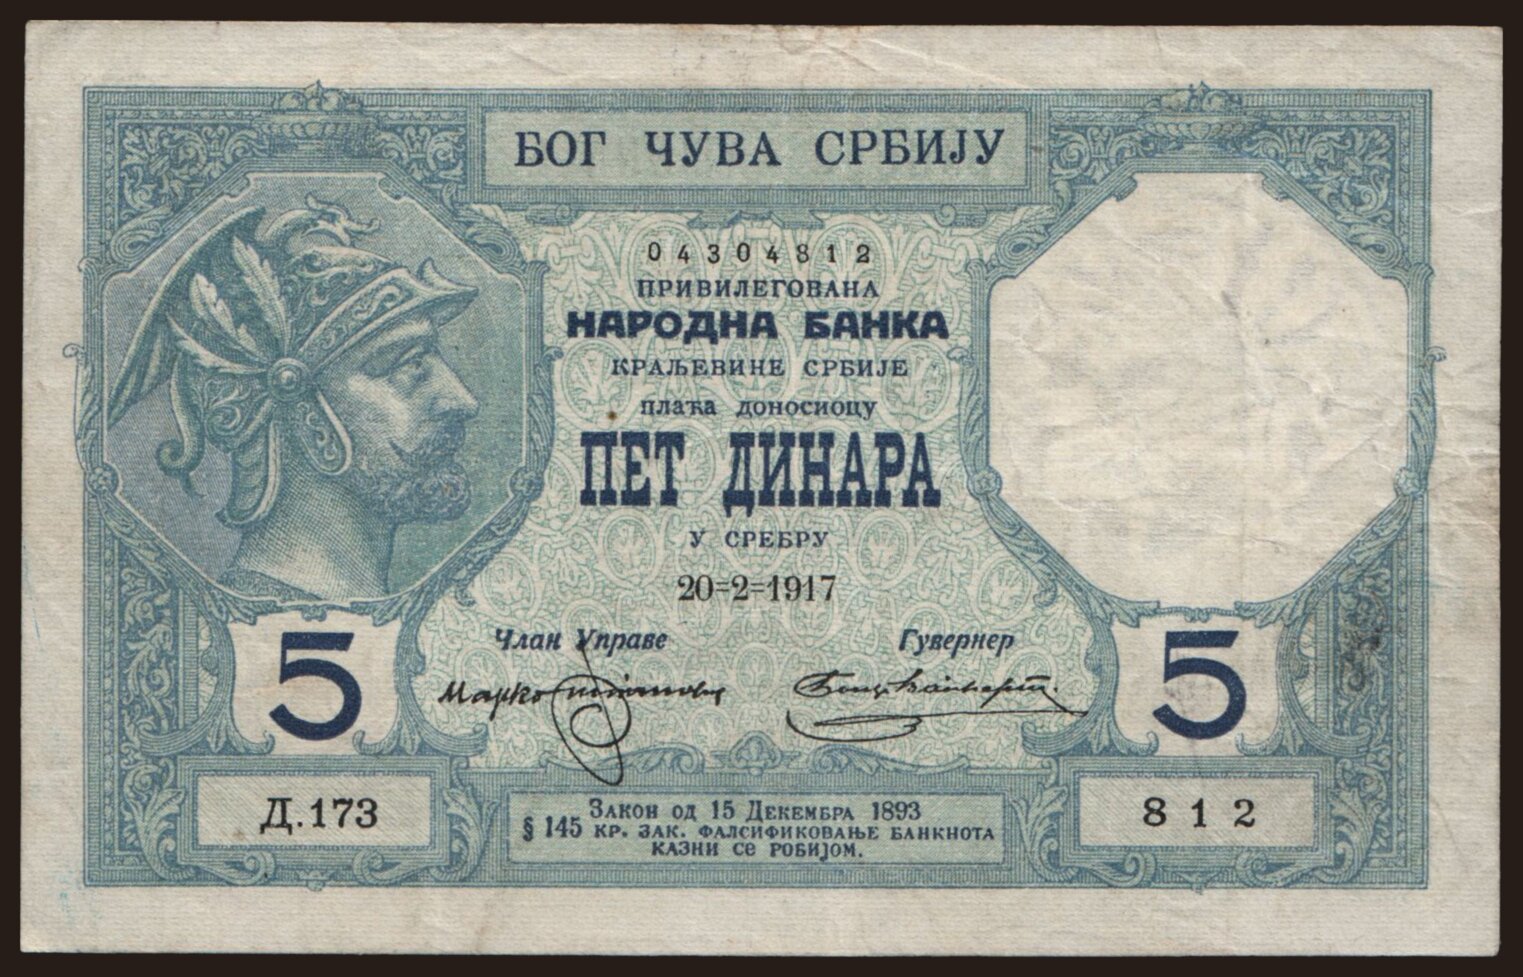 БОГ ЧУВА СРБИЈУ
04304812
ПРИВИЛЕГОВАНА
НАРОДНА БАНКА
КРАЉЕВИНЕ СРБИЈЕ
плаћа доносиоцу
ПЕТ ДИНАРА
У СРЕБРУ
20=2=1917
Члан Управе Гувернер
Марко
5 5
Д.173 812
Закон од 15 Декембра 1893
§ 145 кр. зак. фалсификовање банкнота
казни се робијом.